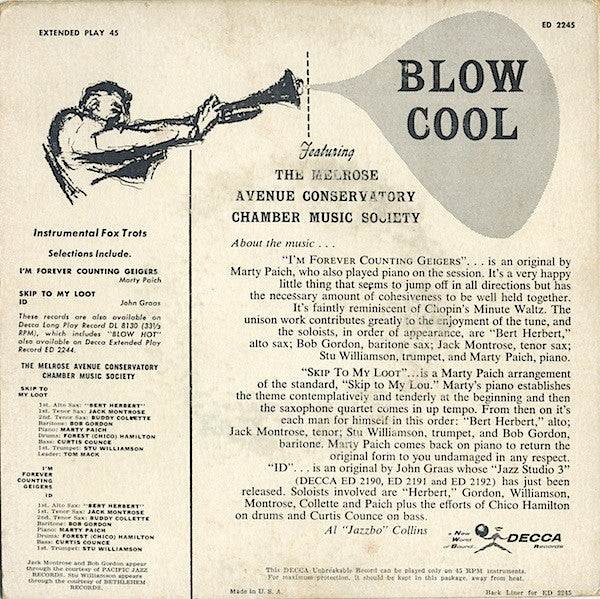 EXTENDED PLAY 45
ED 2245
BLOW
COOL
Featuring
THE MELROSE
AVENUE CONSERVATORY
CHAMBER MUSIC SOCIETY
Instrumental Fox Trots
Selections Include.
I'M FOREVER COUNTING GEIGERS
Marty Paich
SKIP TO MY LOOT
ID John Graas
These records are also available on
Decca Long Play Record DL 8130 (33⅓
RPM), which includes "BLOW HOT"
also available on Decca Extended Play
Record ED 2244.
THE MELROSE AVENUE CONSERVATORY
CHAMBER MUSIC SOCIETY
SKIP TO
MY LOOT
1st. Alto Sax: "BERT HERBERT"
1st. Tenor Sax: JACK MONTROSE
2nd. Tenor Sax: BUDDY COLLETTE
Baritone: BOB GORDON
Piano: MARTY PAICH
Drums: FOREST (CHICO) HAMILTON
Bass: CURTIS COUNCE
1st. Trumpet: STU WILLIAMSON
Leader: TOM MACK
I'M
FOREVER
COUNTING
GEIGERS
ID
1st. Alto Sax: "BERT HERBERT"
1st. Tenor Sax: JACK MONTROSE
2nd. Tenor Sax: BUDDY COLLETTE
Baritone: BOB GORDON
Piano: MARTY PAICH
Drums: FOREST (CHICO) HAMILTON
Bass: CURTIS COUNCE
1st. Trumpet: STU WILLIAMSON
Jack Montrose and Bob Gordon appear
through the courtesy of PACIFIC JAZZ
RECORDS. Stu Williamson appears
through the courtesy of BETHLEHEM
RECORDS.
About the music . . .
"I'M FOREVER COUNTING GEIGERS". . . is an original by
Marty Paich, who also played piano on the session. It's a very happy
little thing that seems to jump off in all directions but has
the necessary amount of cohesiveness to be well held together.
It's faintly reminiscent of Chopin's Minute Waltz. The
unison work contributes greatly to the enjoyment of the tune, and
the soloists, in order of appearance, are "Bert Herbert,"
alto sax; Bob Gordon, baritone sax; Jack Montrose, tenor sax;
Stu Williamson, trumpet, and Marty Paich, piano.
"SKIP TO MY LOOT"...is a Marty Paich arrangement
of the standard, "Skip to My Lou." Marty's piano establishes
the theme contemplatively and tenderly at the beginning and then
the saxophone quartet comes in up tempo. From then on it's
each man for himself in this order: "Bert Herbert," alto;
Jack Montrose, tenor; Stu Williamson, trumpet, and Bob Gordon,
baritone. Marty Paich comes back on piano to return the
original form to you undamaged in any respect.
"ID" . . . is an original by John Graas whose "Jazz Studio 3"
(DECCA ED 2190, ED 2191 and ED 2192) has just been
released. Soloists involved are "Herbert," Gordon, Williamson,
Montrose, Collette and Paich plus the efforts of Chico Hamilton
on drums and Curtis Counce on bass.
Al "Jazzbo" Collins
a New
World
of Sound
DECCA
Records
This DECCA Unbreakable Record can be played only on 45 RPM instruments.
For maximum protection, it should be kept in this package, away from heat.
Made in U. S. A.
Back Liner for ED 2245